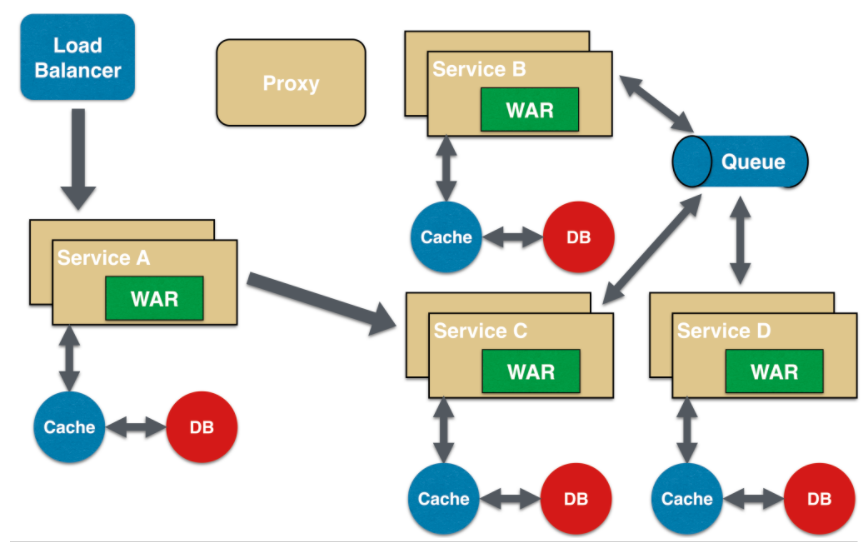 Load
Balancer
Proxy
Service B
WAR
Queue
Cache
DB
Service A
WAR
Cache
DB
Service C
WAR
Cache
DB
Service D
WAR
Cache
DB